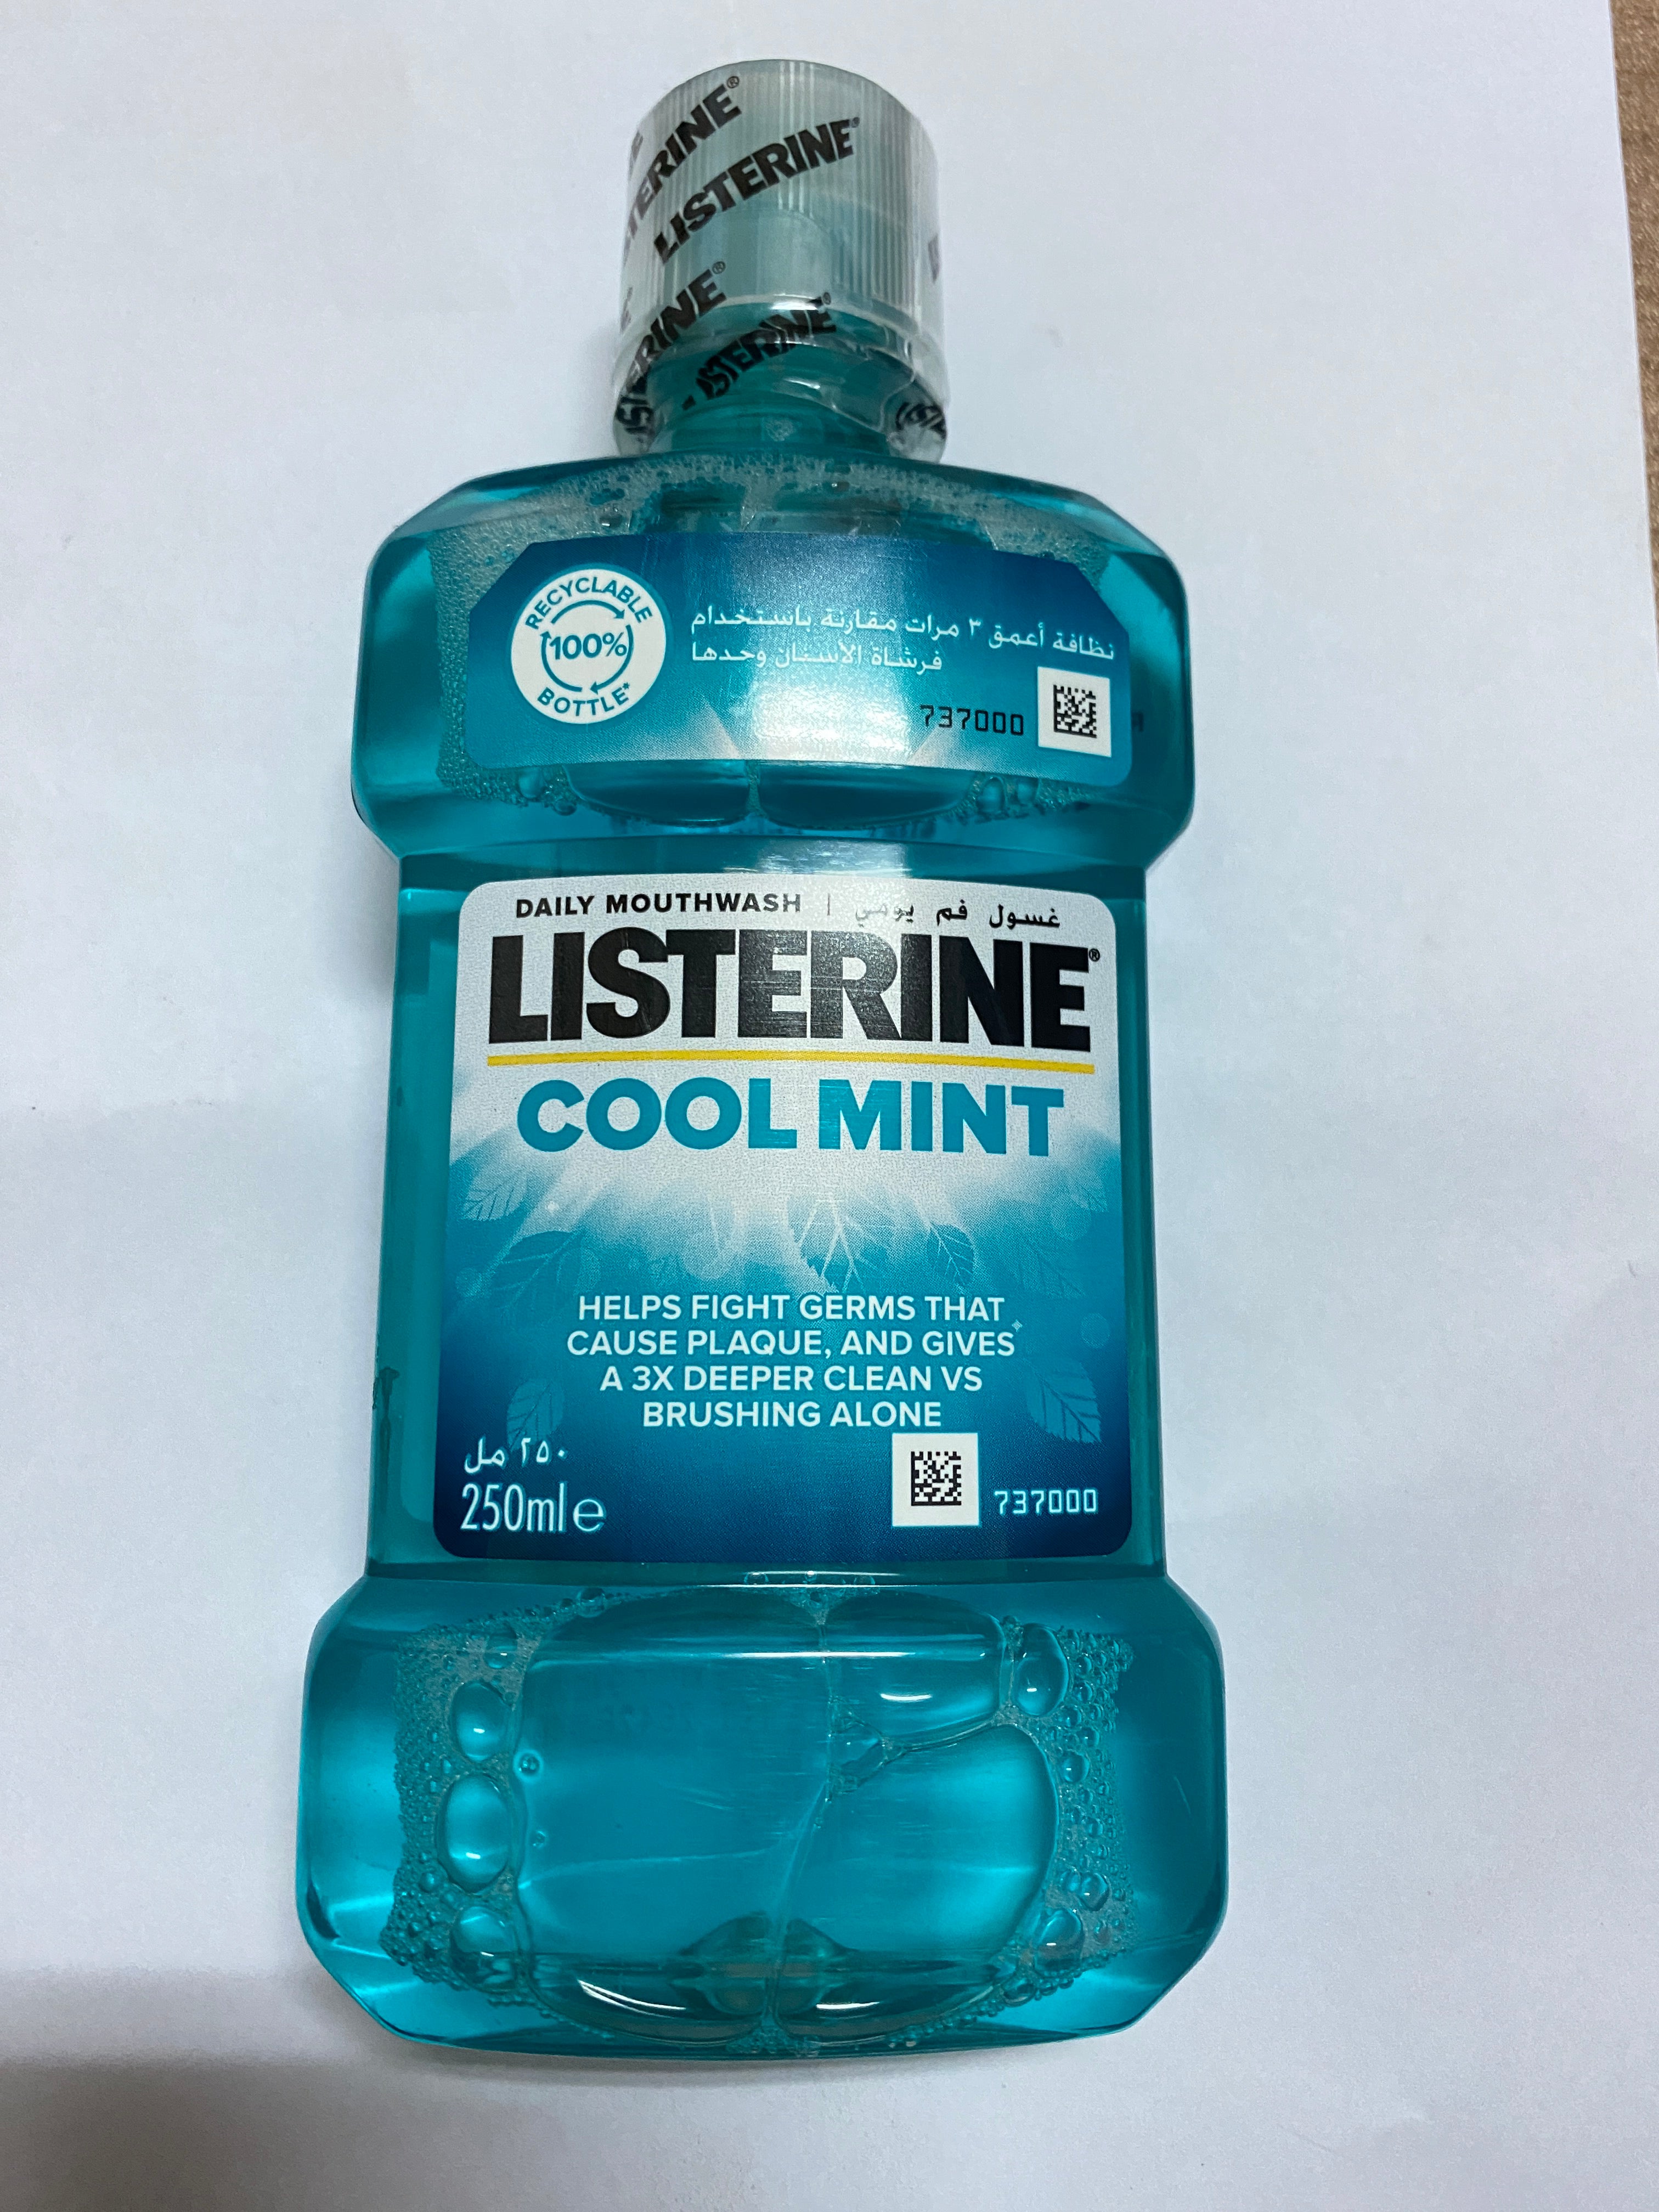 LISTERINE®
LISTERINE®
LISTERINE®
LISTERINE®
RECYCLABLE
100%
BOTTLE*
نظافة أعمق ٣ مرات مقارنة باستخدام
فرشاة الأسنان وحدها
737000
DAILY MOUTHWASH | غسول فم يومي
LISTERINE®
COOL MINT
HELPS FIGHT GERMS THAT
CAUSE PLAQUE, AND GIVES
A 3X DEEPER CLEAN VS
BRUSHING ALONE
٢٥٠ مل
250ml e
737000